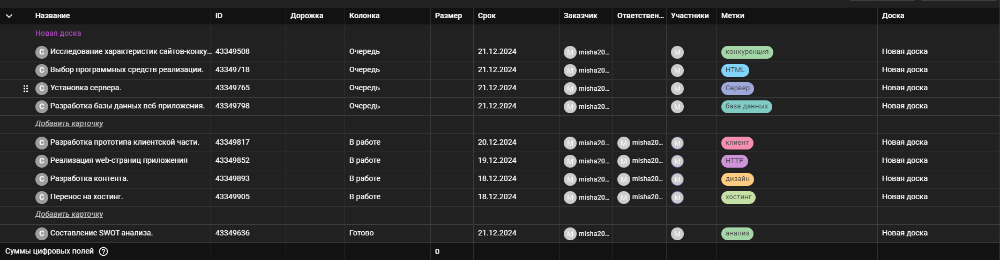 Название ID Дорожка Колонка Размер Срок Заказчик Ответствен... Участники Метки Доска
Новая доска
С Исследование характеристик сайтов-конку... 43349508 Очередь 21.12.2024 M misha20... M конкуренция Новая доска
С Выбор программных средств реализации. 43349718 Очередь 21.12.2024 M misha20... M HTML Новая доска
С Установка сервера. 43349765 Очередь 21.12.2024 M misha20... M Сервер Новая доска
С Разработка базы данных веб-приложения. 43349798 Очередь 21.12.2024 M misha20... M база данных Новая доска
Добавить карточку
С Разработка прототипа клиентской части. 43349817 В работе 20.12.2024 M misha20... M misha20... M клиент Новая доска
С Реализация web-страниц приложения 43349852 В работе 19.12.2024 M misha20... M misha20... M HTTP Новая доска
С Разработка контента. 43349893 В работе 18.12.2024 M misha20... M misha20... M дизайн Новая доска
С Перенос на хостинг. 43349905 В работе 18.12.2024 M misha20... M misha20... M хостинг Новая доска
Добавить карточку
С Составление SWOT-анализа. 43349636 Готово 21.12.2024 M misha20... M анализ Новая доска
Суммы цифровых полей ? 0